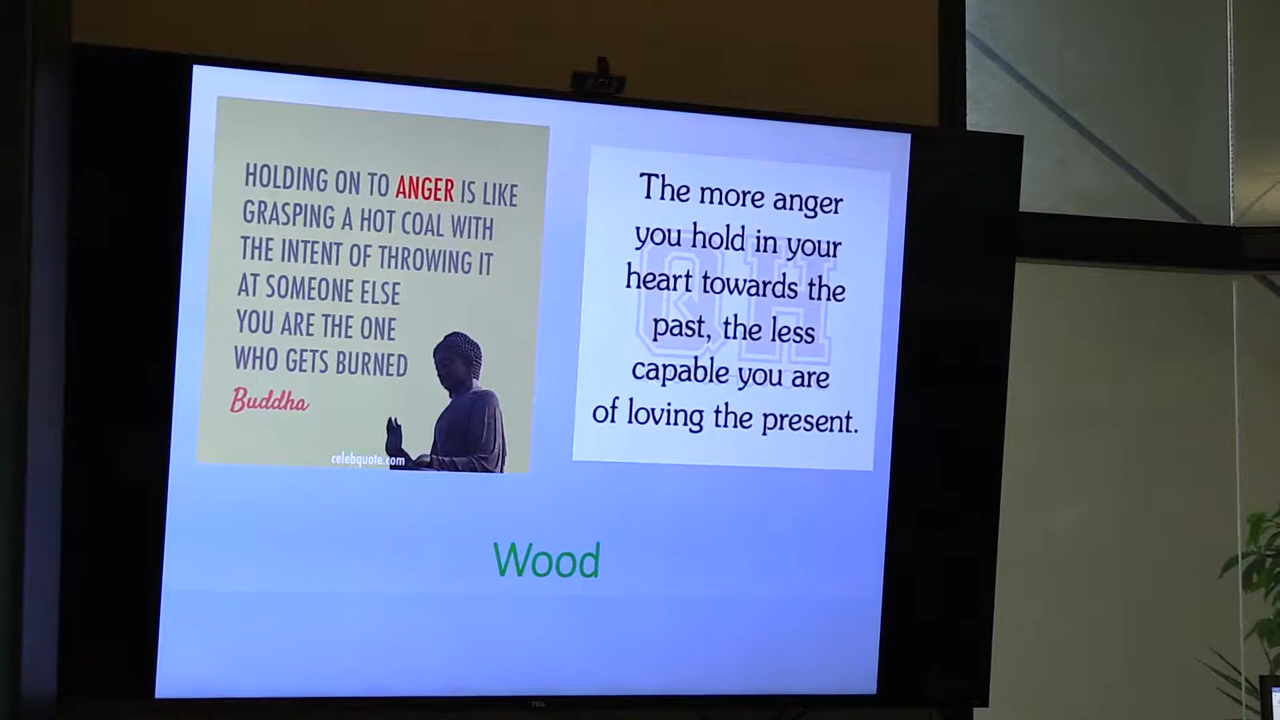 HOLDING ON TO ANGER IS LIKE
GRASPING A HOT COAL WITH
THE INTENT OF THROWING IT
AT SOMEONE ELSE
YOU ARE THE ONE
WHO GETS BURNED
Buddha
celebquote.com
The more anger
you hold in your
heart towards the
past, the less
capable you are
of loving the present.
QH
Wood
TCL